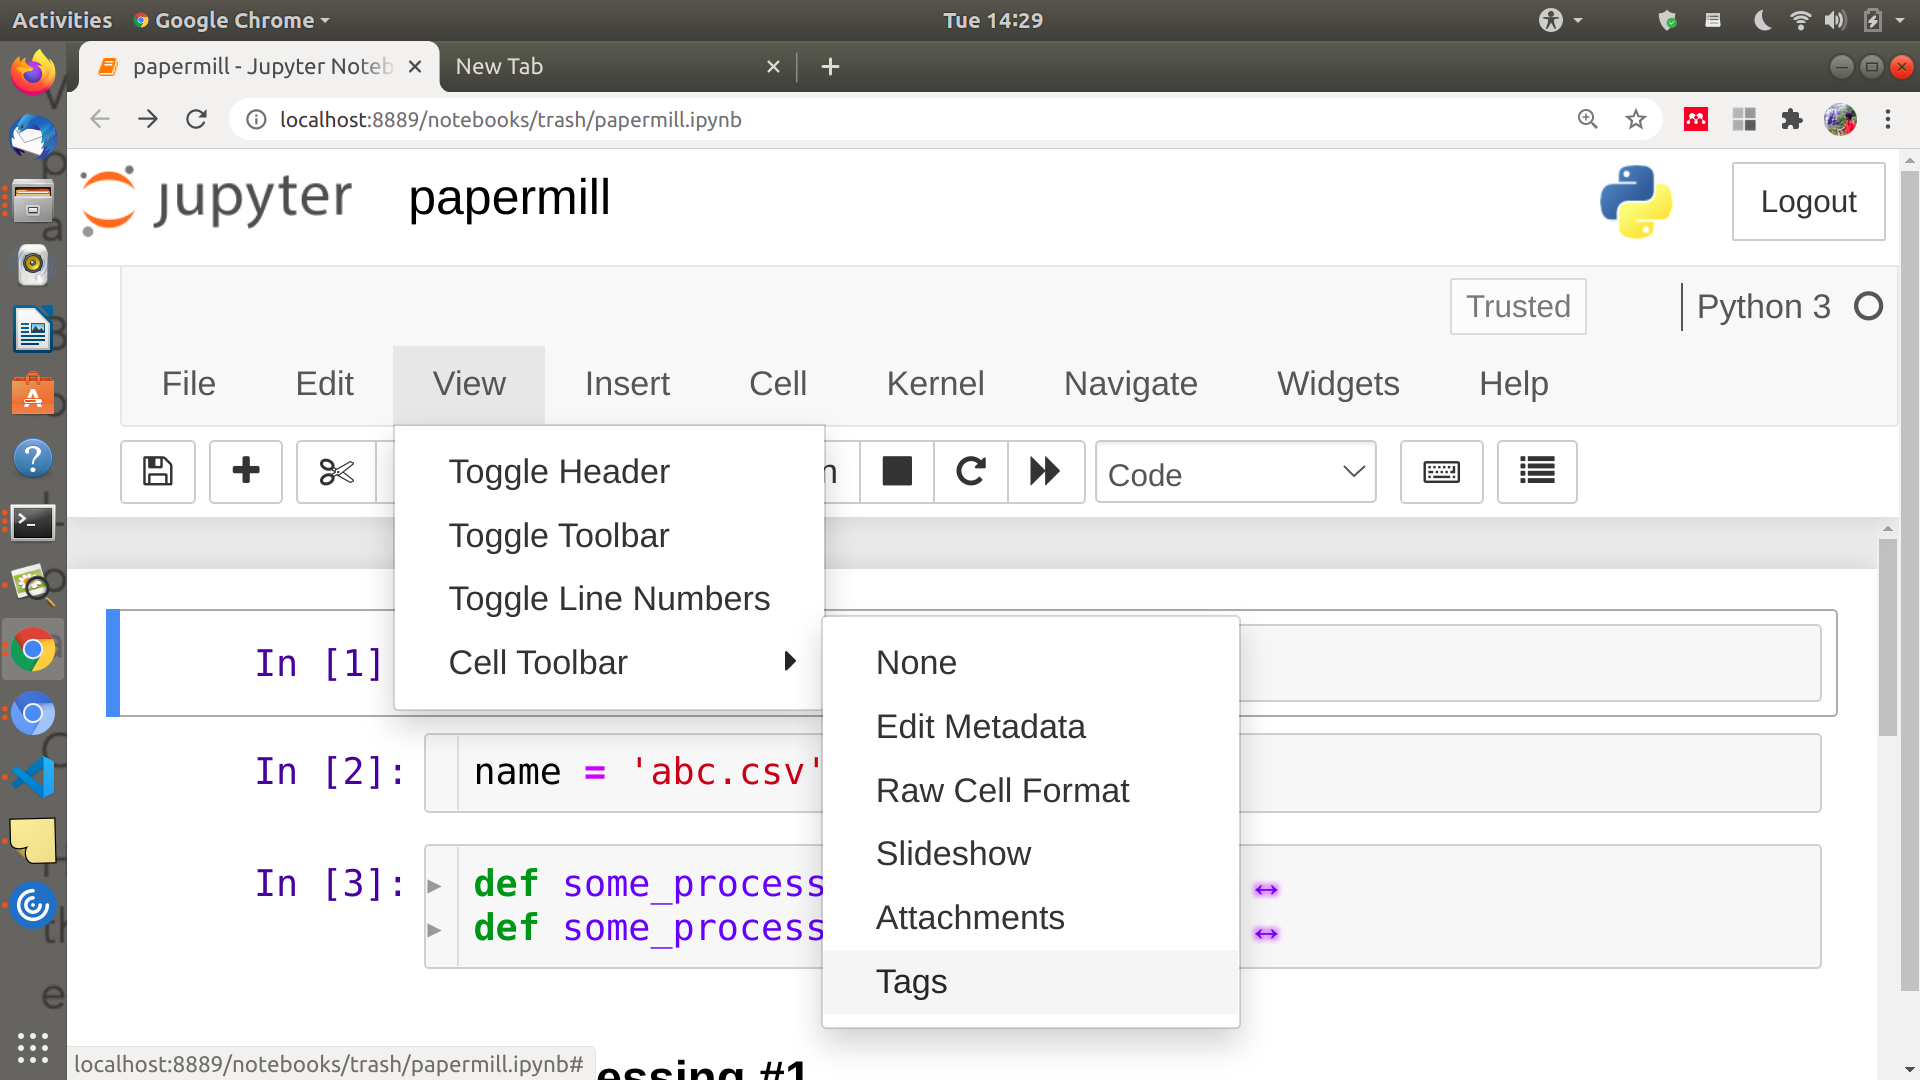 Activities Google Chrome Tue 14:29
papermill - Jupyter Noteb New Tab
localhost:8889/notebooks/trash/papermill.ipynb
jupyter papermill Logout
Trusted Python 3
File Edit View Insert Cell Kernel Navigate Widgets Help
Code
Toggle Header
Toggle Toolbar
Toggle Line Numbers
Cell Toolbar
None
Edit Metadata
Raw Cell Format
Slideshow
Attachments
Tags
In [1]
In [2]: name = 'abc.csv'
In [3]: def some_process
def some_process
essing #1
localhost:8889/notebooks/trash/papermill.ipynb#